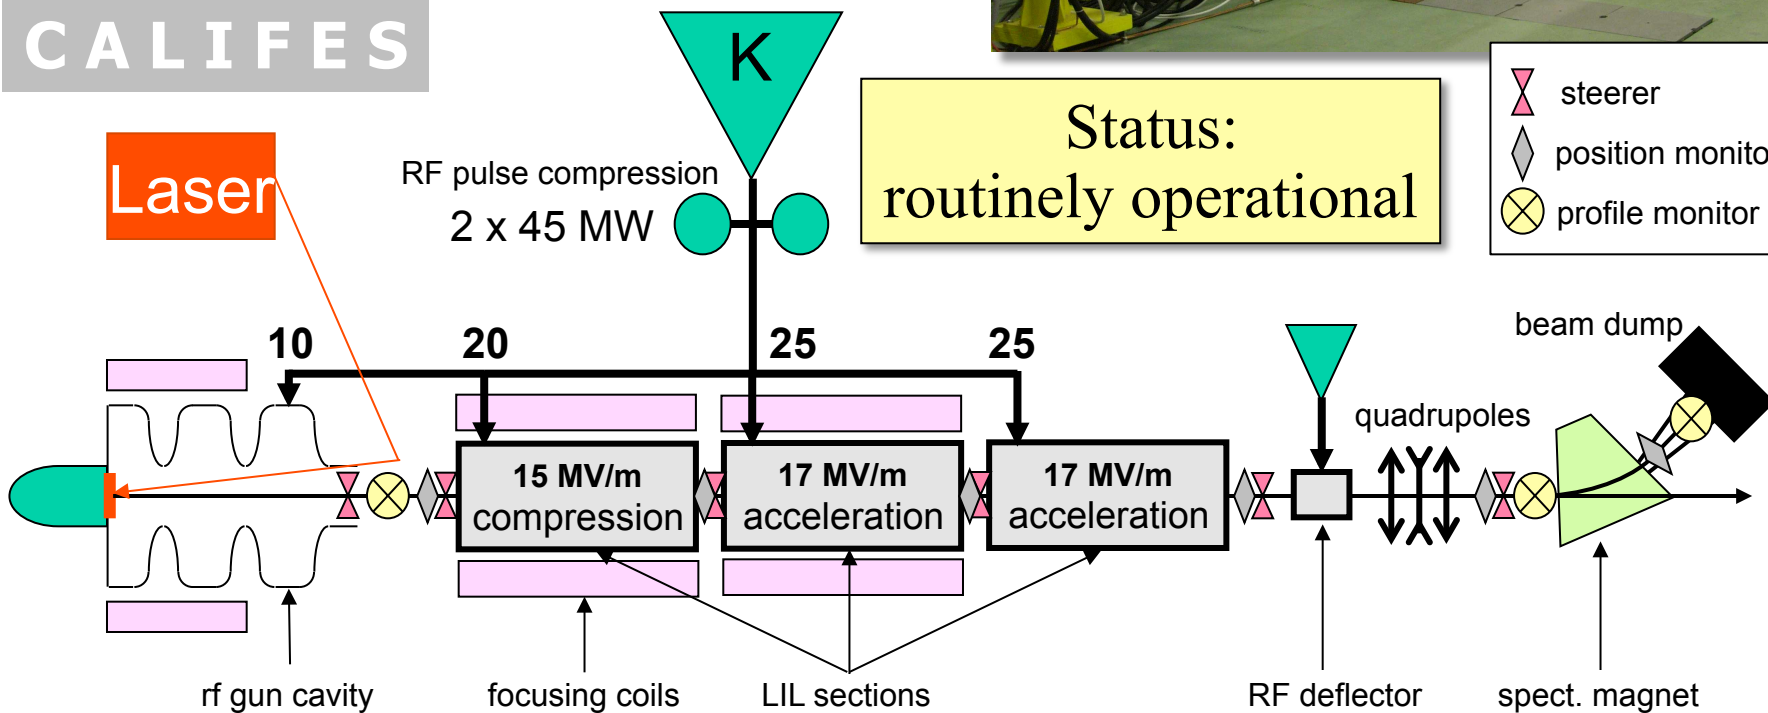 CALIFES
K
steerer
Status:
position monito
routinely operational
profile monitor
Laser
RF pulse compression
2 x 45 MW
10
20
25
25
beam dump
quadrupoles
15 MV/m
compression
17 MV/m
acceleration
17 MV/m
acceleration
rf gun cavity
focusing coils
LIL sections
RF deflector
spect. magnet